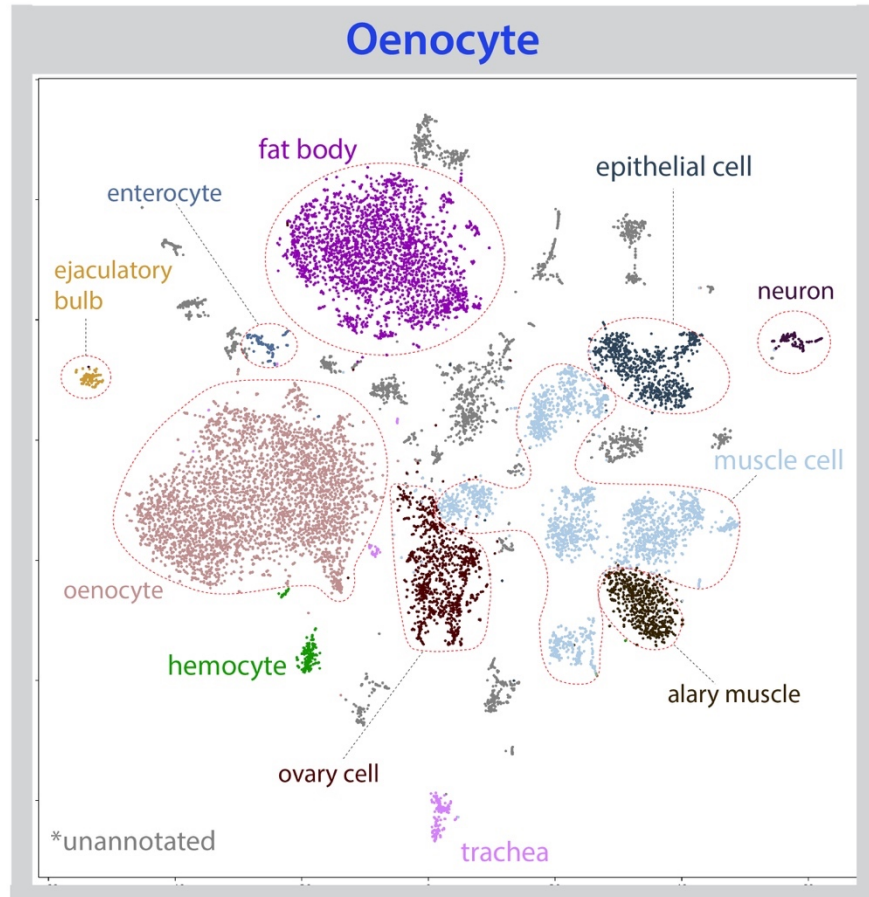 Oenocyte
fat body
epithelial cell
enterocyte
ejaculatory
bulb
neuron
muscle cell
oenocyte
hemocyte
alary muscle
ovary cell
*unannotated
trachea